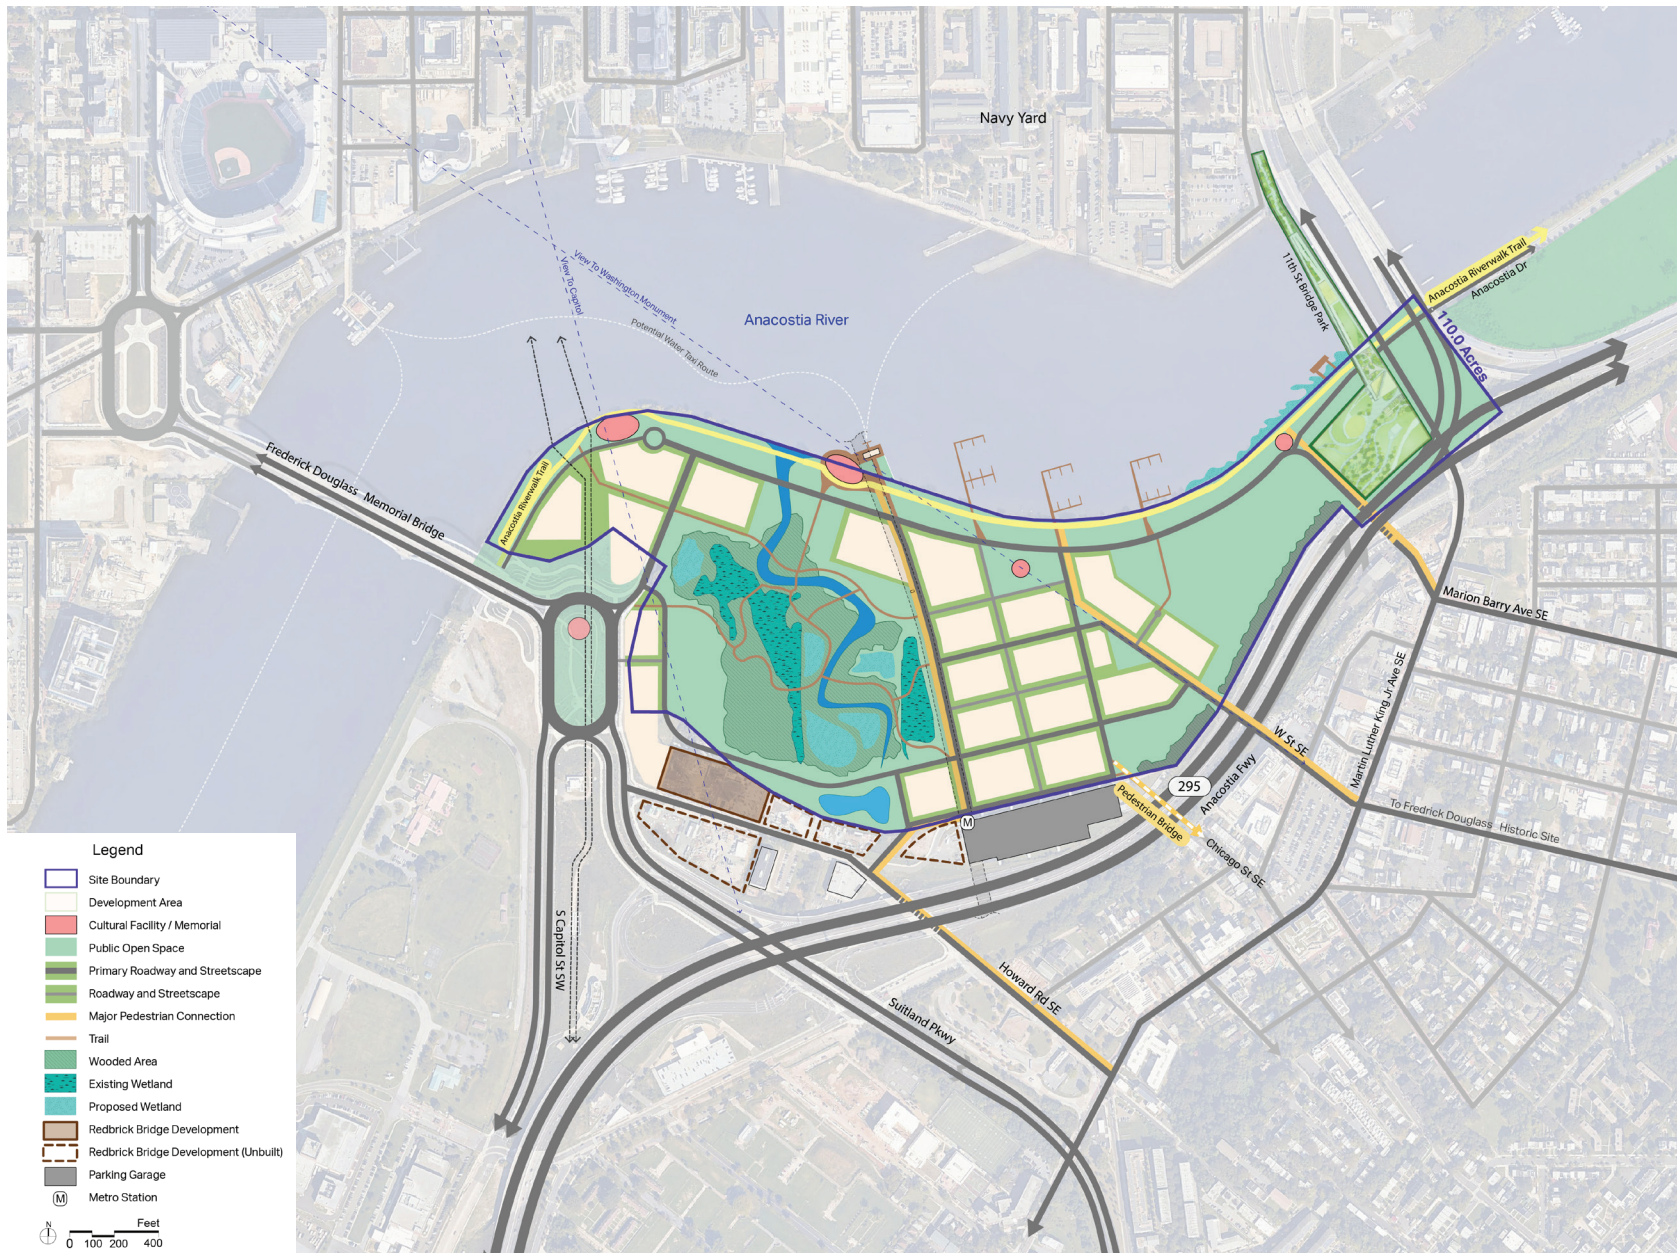 Navy Yard
Anacostia Riverwalk Trail
Anacostia Dr
11th St Bridge Park
110.0 Acres
View To Washington Monument
View To Capitol
Anacostia River
Potential Water Taxi Route
Frederick Douglass Memorial Bridge
Anacostia Riverwalk Trail
Marion Barry Ave SE
Martin Luther King Jr Ave SE
W St SE
295
Anacostia Fwy
Pedestrian Bridge
Chicago St SE
To Fredrick Douglass Historic Site
M
S Capitol St SW
Howard Rd SE
Suitland Pkwy
Legend
Site Boundary
Development Area
Cultural Facility / Memorial
Public Open Space
Primary Roadway and Streetscape
Roadway and Streetscape
Major Pedestrian Connection
Trail
Wooded Area
Existing Wetland
Proposed Wetland
Redbrick Bridge Development
Redbrick Bridge Development (Unbuilt)
Parking Garage
M Metro Station
N
Feet
0 100 200 400